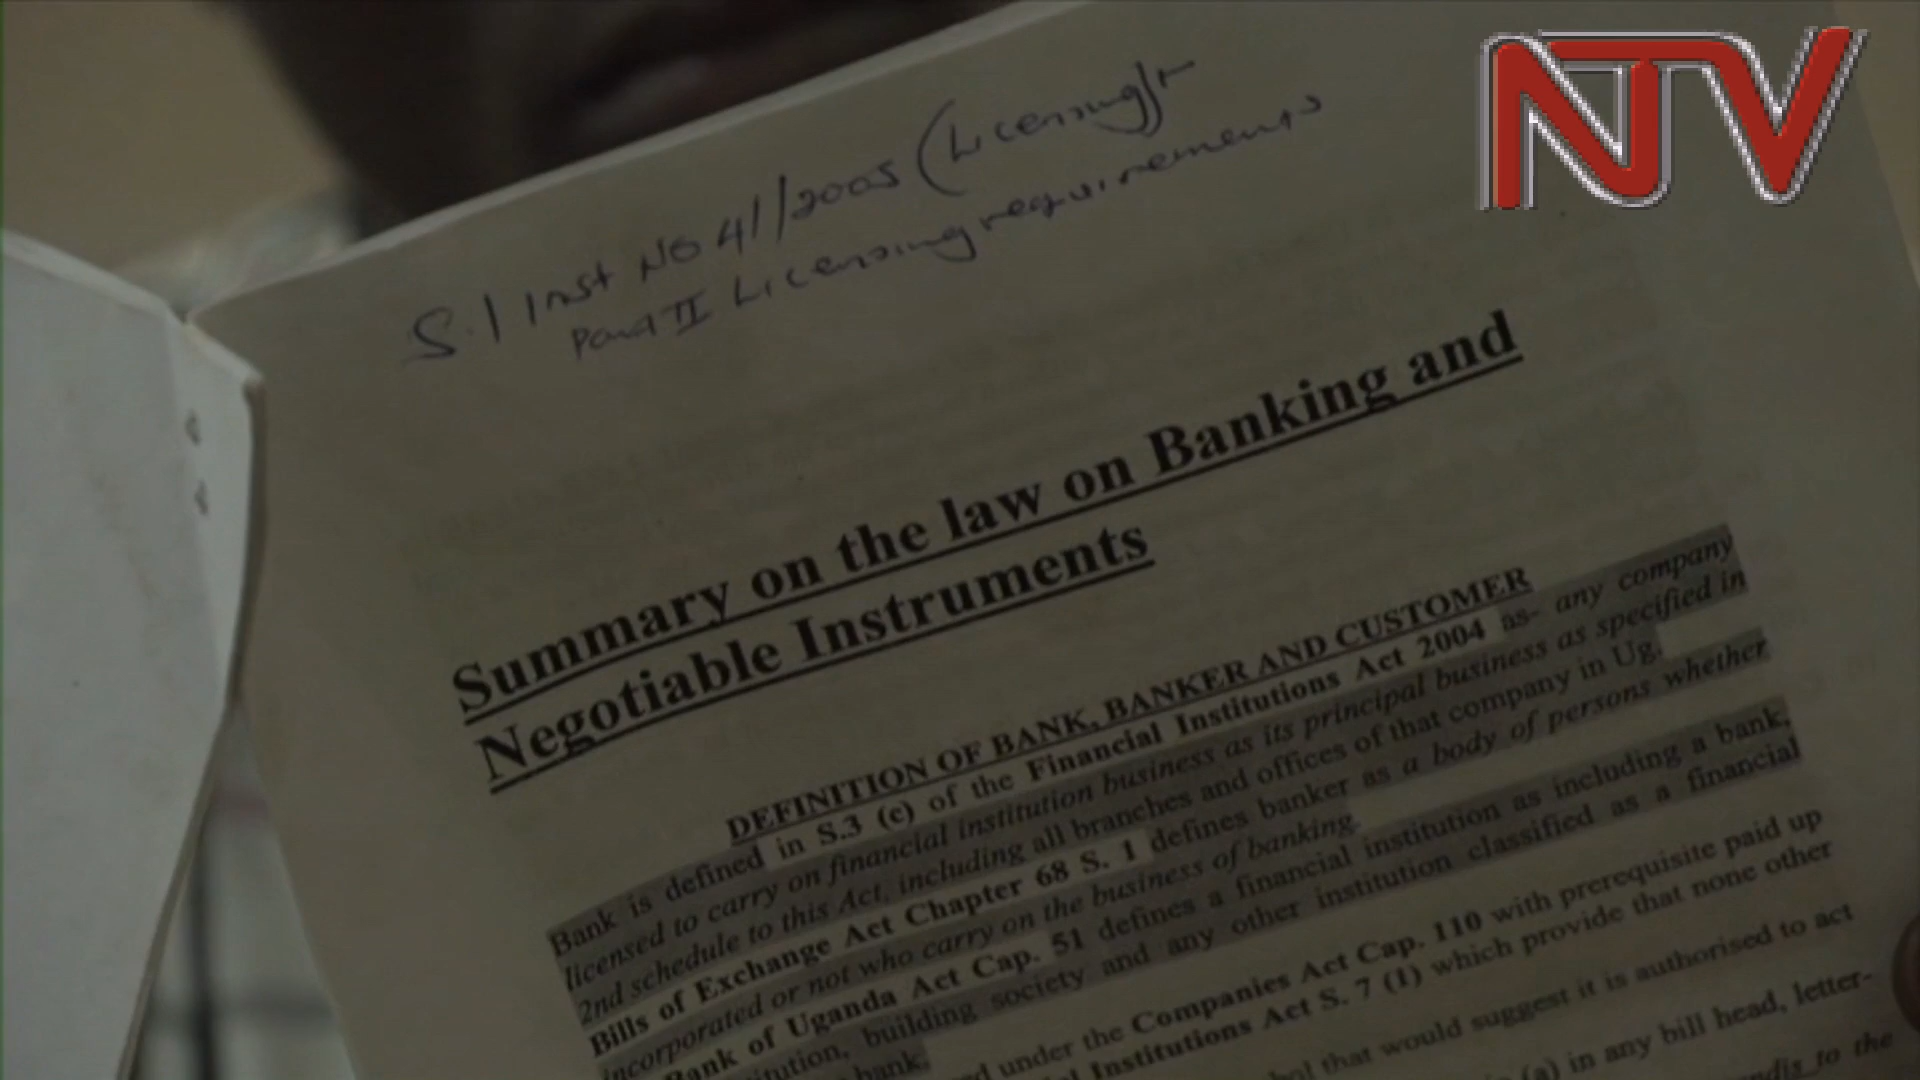 NTV
S.I Inst No 41/2005 (Licensing)
Part II Licensing requirements
Summary on the law on Banking and
Negotiable Instruments
DEFINITION OF BANK, BANKER AND CUSTOMER
Bank is defined in S.3 (c) of the Financial Institutions Act 2004 as- any company
licensed to carry on financial institution business as its principal business as specified in
2nd schedule to this Act, including all branches and offices of that company in Ug.
Bills of Exchange Act Chapter 68 S. 1 defines banker as a body of persons whether
incorporated or not who carry on the business of banking.
Bank of Uganda Act Cap. 51 defines a financial institution as including a bank,
building society and any other institution classified as a financial
bank.
under the Companies Act Cap. 110 with prerequisite paid up
Institutions Act S. 7 (1) which provide that none other
that would suggest it is authorised to act
(a) in any bill head, letter-
to the